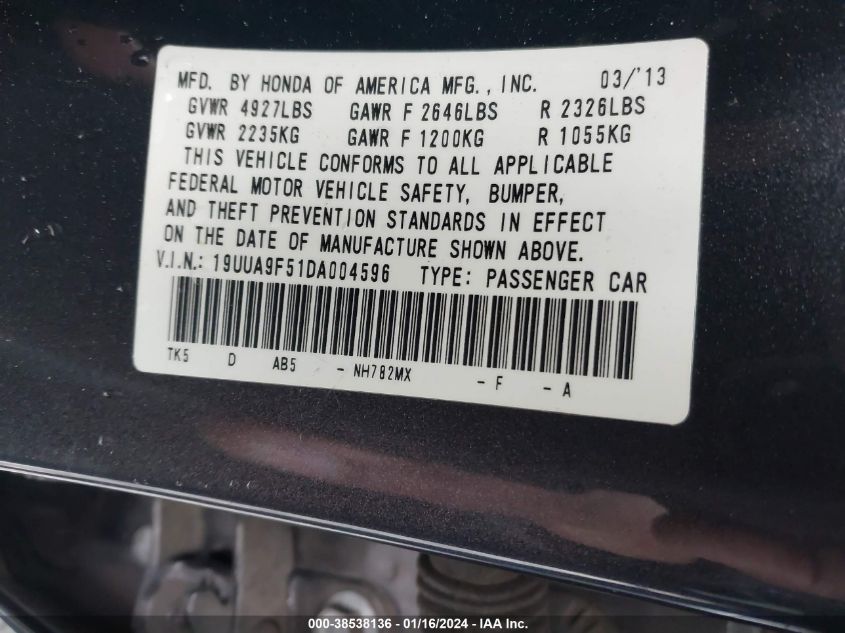 MFD. BY HONDA OF AMERICA MFG., INC. 03/'13
GVWR 4927LBS GAWR F 2646LBS R 2326LBS
GVWR 2235KG GAWR F 1200KG R 1055KG
THIS VEHICLE CONFORMS TO ALL APPLICABLE
FEDERAL MOTOR VEHICLE SAFETY, BUMPER,
AND THEFT PREVENTION STANDARDS IN EFFECT
ON THE DATE OF MANUFACTURE SHOWN ABOVE.
V.I.N.: 19UUA9F51DA004596 TYPE: PASSENGER CAR
TK5 D AB5 - NH782MX - F - A
000-38538136 - 01/16/2024 - IAA Inc.